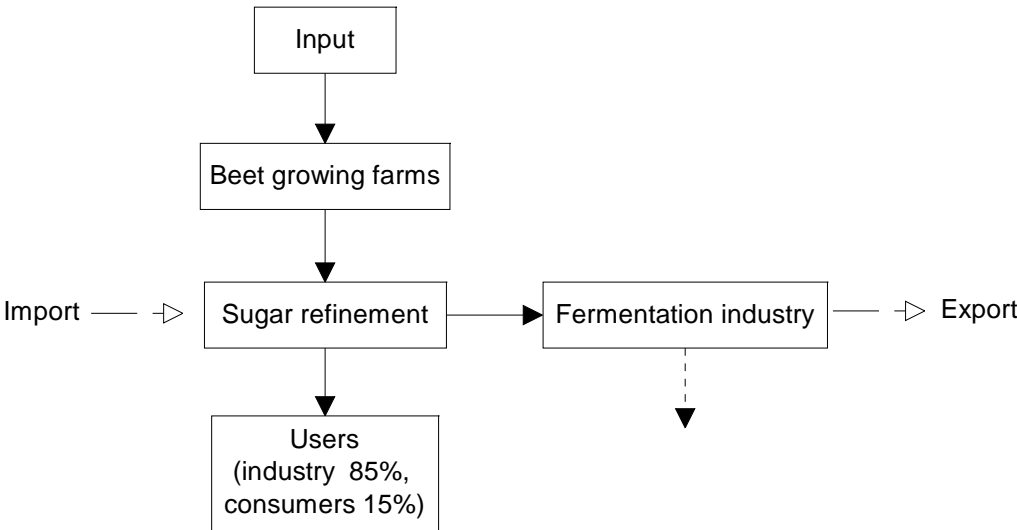 Input
Beet growing farms
Import
Sugar refinement
Fermentation industry
Export
Users
(industry 85%,
consumers 15%)